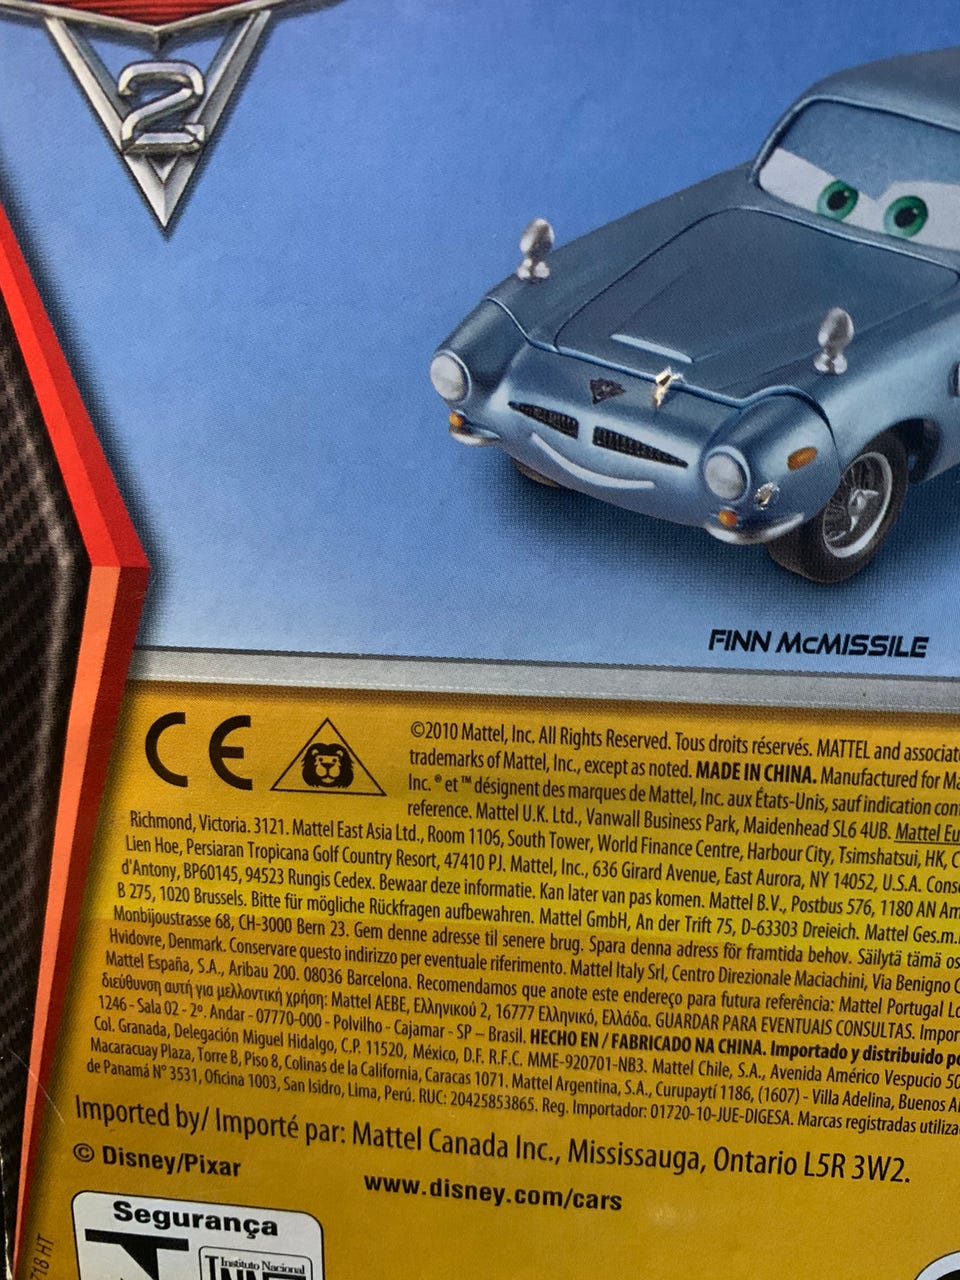 2
FINN McMISSILE
CE
©2010 Mattel, Inc. All Rights Reserved. Tous droits réservés. MATTEL and associate
trademarks of Mattel, Inc., except as noted. MADE IN CHINA. Manufactured for Ma
Inc. ® et ™ désignent des marques de Mattel, Inc. aux États-Unis, sauf indication con
reference. Mattel U.K. Ltd., Vanwall Business Park, Maidenhead SL6 4UB. Mattel Eu
Richmond, Victoria. 3121. Mattel East Asia Ltd., Room 1106, South Tower, World Finance Centre, Harbour City, Tsimshatsui, HK, C
Lien Hoe, Persiaran Tropicana Golf Country Resort, 47410 PJ. Mattel, Inc., 636 Girard Avenue, East Aurora, NY 14052, U.S.A. Cons
d'Antony, BP60145, 94523 Rungis Cedex. Bewaar deze informatie. Kan later van pas komen. Mattel B.V., Postbus 576, 1180 AN Am
B 275, 1020 Brussels. Bitte für mögliche Rückfragen aufbewahren. Mattel GmbH, An der Trift 75, D-63303 Dreieich. Mattel Ges.m.
Monbijoustrasse 68, CH-3000 Bern 23. Gem denne adresse til senere brug. Spara denna adress för framtida behov. Säilytä tämä os
Hvidovre, Denmark. Conservare questo indirizzo per eventuale riferimento. Mattel Italy Srl, Centro Direzionale Maciachini, Via Benigno C
Mattel España, S.A., Aribau 200. 08036 Barcelona. Recomendamos que anote este endereço para futura referência: Mattel Portugal Lo
διεύθυνση αυτή για μελλοντική χρήση: Mattel AEBE, Ελληνικού 2, 16777 Ελληνικό, Ελλάδα. GUARDAR PARA EVENTUAIS CONSULTAS. Impor
1246 - Sala 02 - 2º. Andar - 07770-000 - Polvilho - Cajamar - SP – Brasil. HECHO EN / FABRICADO NA CHINA. Importado y distribuido po
Col. Granada, Delegación Miguel Hidalgo, C.P. 11520, México, D.F. R.F.C. MME-920701-NB3. Mattel Chile, S.A., Avenida Américo Vespucio 50
Macaracuay Plaza, Torre B, Piso 8, Colinas de la California, Caracas 1071. Mattel Argentina, S.A., Curupaytí 1186, (1607) - Villa Adelina, Buenos Ai
de Panamá N° 3531, Oficina 1003, San Isidro, Lima, Perú. RUC: 20425853865. Reg. Importador: 01720-10-JUE-DIGESA. Marcas registradas utiliza
Imported by/ Importé par: Mattel Canada Inc., Mississauga, Ontario L5R 3W2.
© Disney/Pixar
www.disney.com/cars
Segurança
Instituto Nacional
718 HT